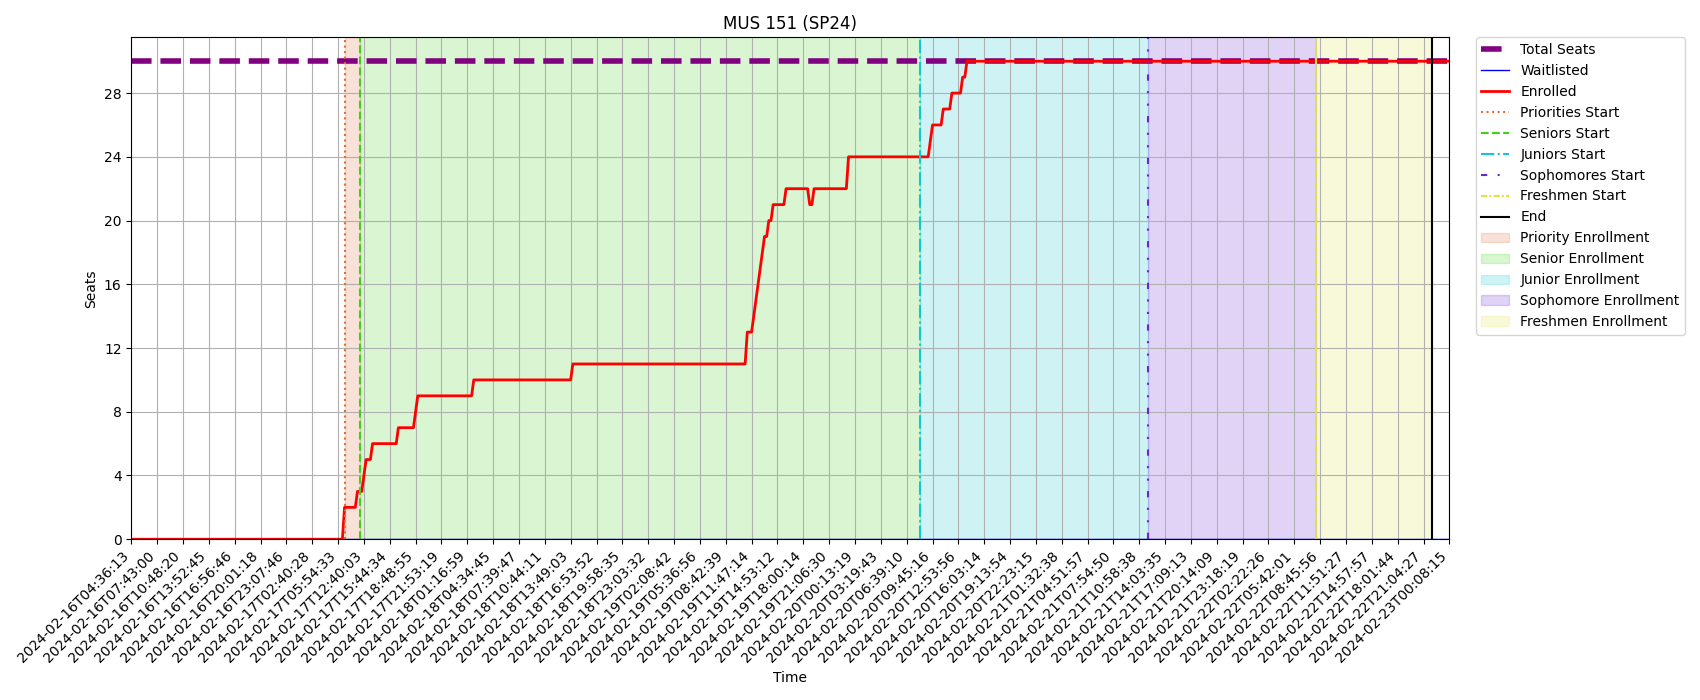 MUS 151 (SP24)
Total Seats
Waitlisted
Enrolled
Priorities Start
Seniors Start
Juniors Start
Sophomores Start
Freshmen Start
End
Priority Enrollment
Senior Enrollment
Junior Enrollment
Sophomore Enrollment
Freshmen Enrollment
Seats
28
24
20
16
12
8
4
0
2024-02-16T04:36:13
2024-02-16T07:43:00
2024-02-16T10:48:20
2024-02-16T13:52:45
2024-02-16T16:56:46
2024-02-16T20:01:18
2024-02-16T23:07:46
2024-02-17T02:40:28
2024-02-17T05:54:33
2024-02-17T12:40:03
2024-02-17T15:44:34
2024-02-17T18:48:55
2024-02-17T21:53:19
2024-02-18T01:16:59
2024-02-18T04:34:45
2024-02-18T07:39:47
2024-02-18T10:44:11
2024-02-18T13:49:03
2024-02-18T16:53:52
2024-02-18T19:58:35
2024-02-18T23:03:32
2024-02-19T02:08:42
2024-02-19T05:36:56
2024-02-19T08:42:39
2024-02-19T11:47:14
2024-02-19T14:53:12
2024-02-19T18:00:14
2024-02-19T21:06:30
2024-02-20T00:13:19
2024-02-20T03:19:43
2024-02-20T06:39:10
2024-02-20T09:45:16
2024-02-20T12:53:56
2024-02-20T16:03:14
2024-02-20T19:13:54
2024-02-20T22:23:15
2024-02-21T01:32:38
2024-02-21T04:51:57
2024-02-21T07:54:50
2024-02-21T10:58:38
2024-02-21T14:03:35
2024-02-21T17:09:13
2024-02-21T20:14:09
2024-02-21T23:18:19
2024-02-22T02:22:26
2024-02-22T05:42:01
2024-02-22T08:45:56
2024-02-22T11:51:27
2024-02-22T14:57:57
2024-02-22T18:01:44
2024-02-22T21:04:27
2024-02-23T00:08:15
Time